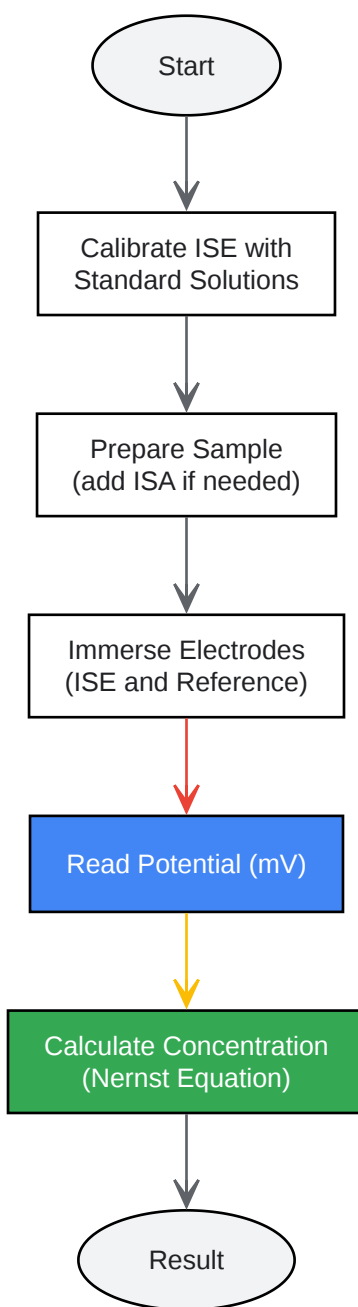 Start
Calibrate ISE with
Standard Solutions
Prepare Sample
(add ISA if needed)
Immerse Electrodes
(ISE and Reference)
Read Potential (mV)
Calculate Concentration
(Nernst Equation)
Result